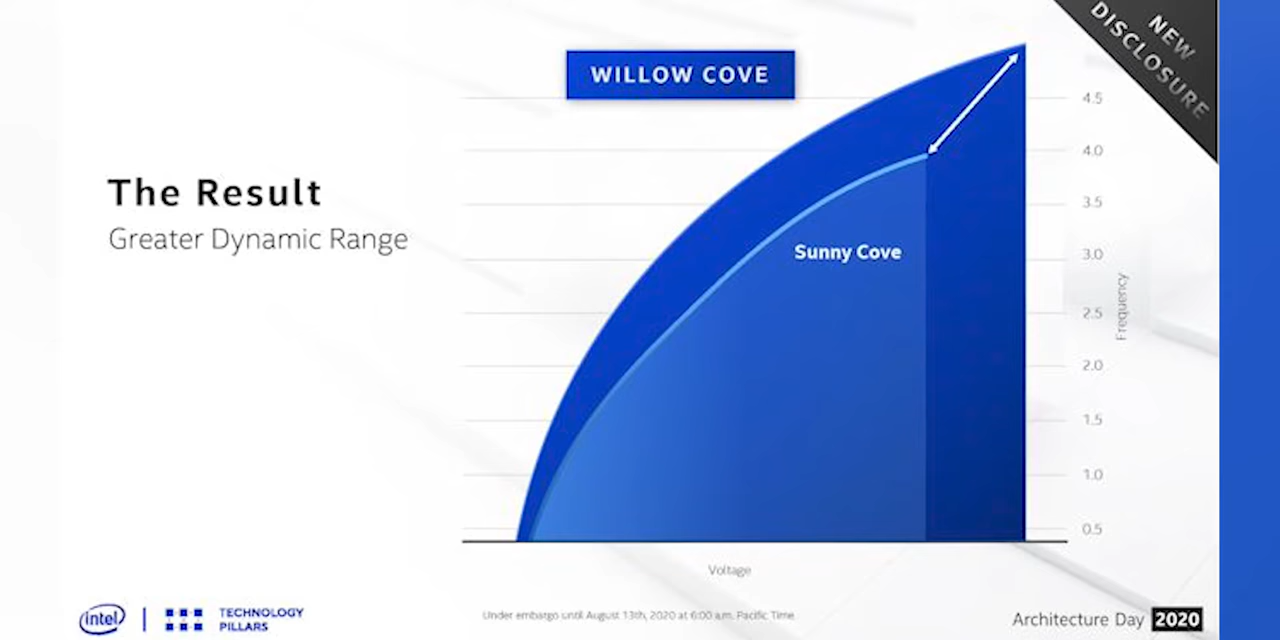 NEW
DISCLOSURE
WILLOW COVE
The Result
Greater Dynamic Range
Sunny Cove
4.5
4.0
3.5
3.0
2.5
2.0
1.5
1.0
0.5
Frequency
Voltage
intel
TECHNOLOGY
PILLARS
Under embargo until August 13th, 2020 at 6:00 a.m. Pacific Time
Architecture Day 2020